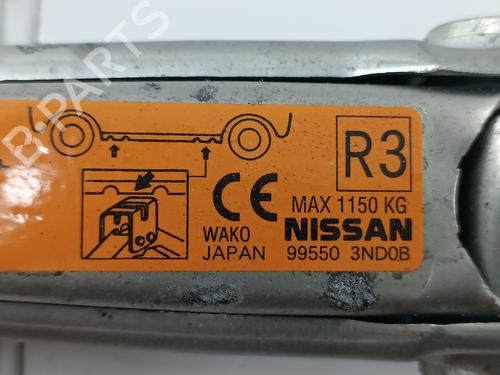 B-PARTS
R3
CE
MAX 1150 KG
WAKO
JAPAN
NISSAN
99550 3ND0B